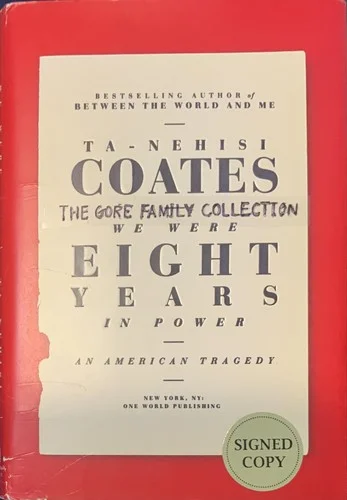 BESTSELLING AUTHOR of
BETWEEN THE WORLD AND ME
TA-NEHISI
COATES
THE GORE FAMILY COLLECTION
WE WERE
EIGHT
YEARS
IN POWER
AN AMERICAN TRAGEDY
NEW YORK, NY:
ONE WORLD PUBLISHING
SIGNED
COPY